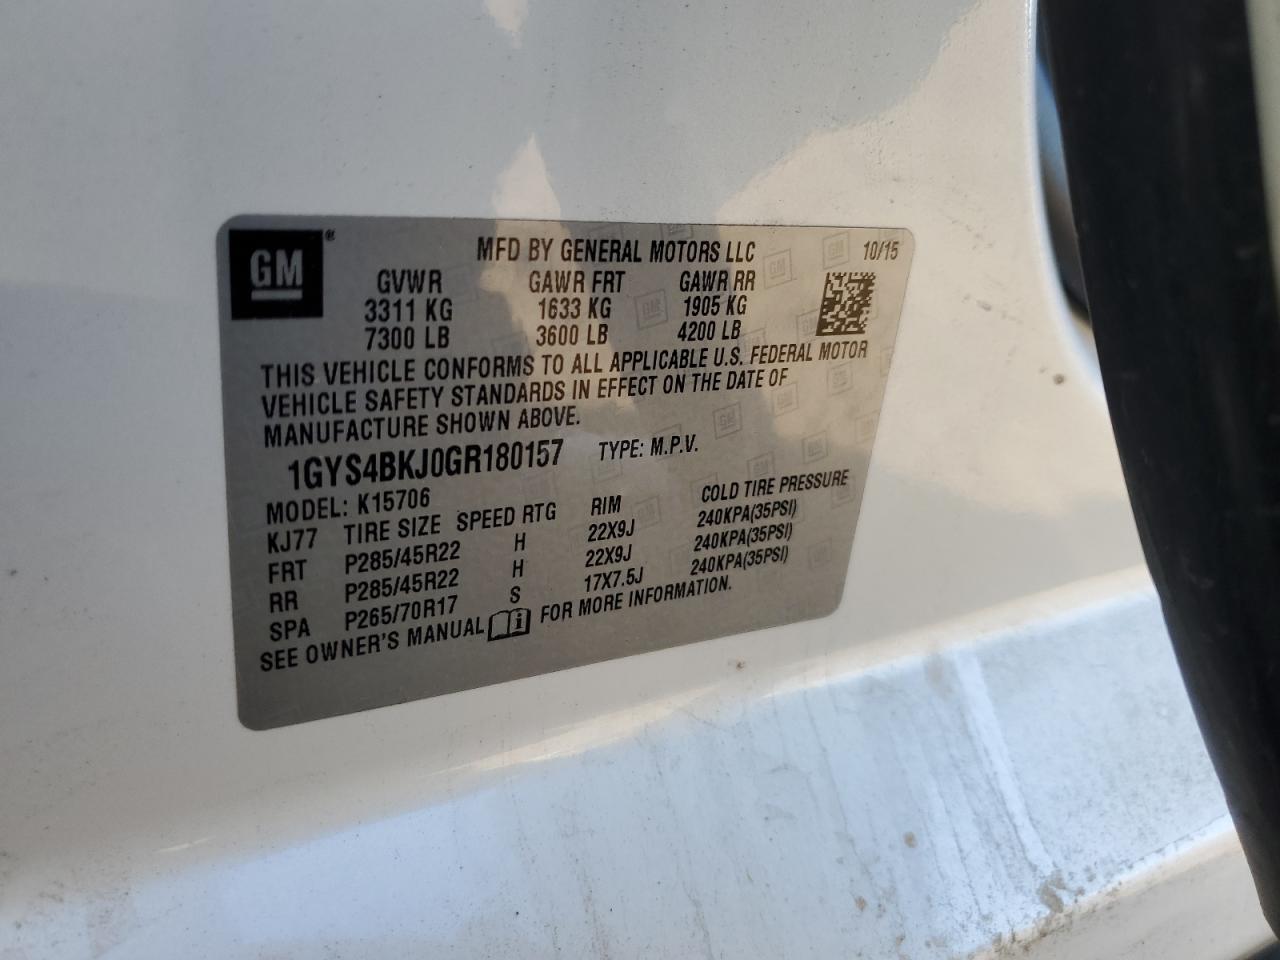 GM®
MFD BY GENERAL MOTORS LLC 10/15
GVWR GAWR FRT GAWR RR
3311 KG 1633 KG 1905 KG
7300 LB 3600 LB 4200 LB
THIS VEHICLE CONFORMS TO ALL APPLICABLE U.S. FEDERAL MOTOR
VEHICLE SAFETY STANDARDS IN EFFECT ON THE DATE OF
MANUFACTURE SHOWN ABOVE.
1GYS4BKJ0GR180157 TYPE: M.P.V.
MODEL: K15706
KJ77 TIRE SIZE SPEED RTG RIM COLD TIRE PRESSURE
FRT P285/45R22 H 22X9J 240KPA(35PSI)
RR P285/45R22 H 22X9J 240KPA(35PSI)
SPA P265/70R17 S 17X7.5J 240KPA(35PSI)
SEE OWNER'S MANUAL FOR MORE INFORMATION.